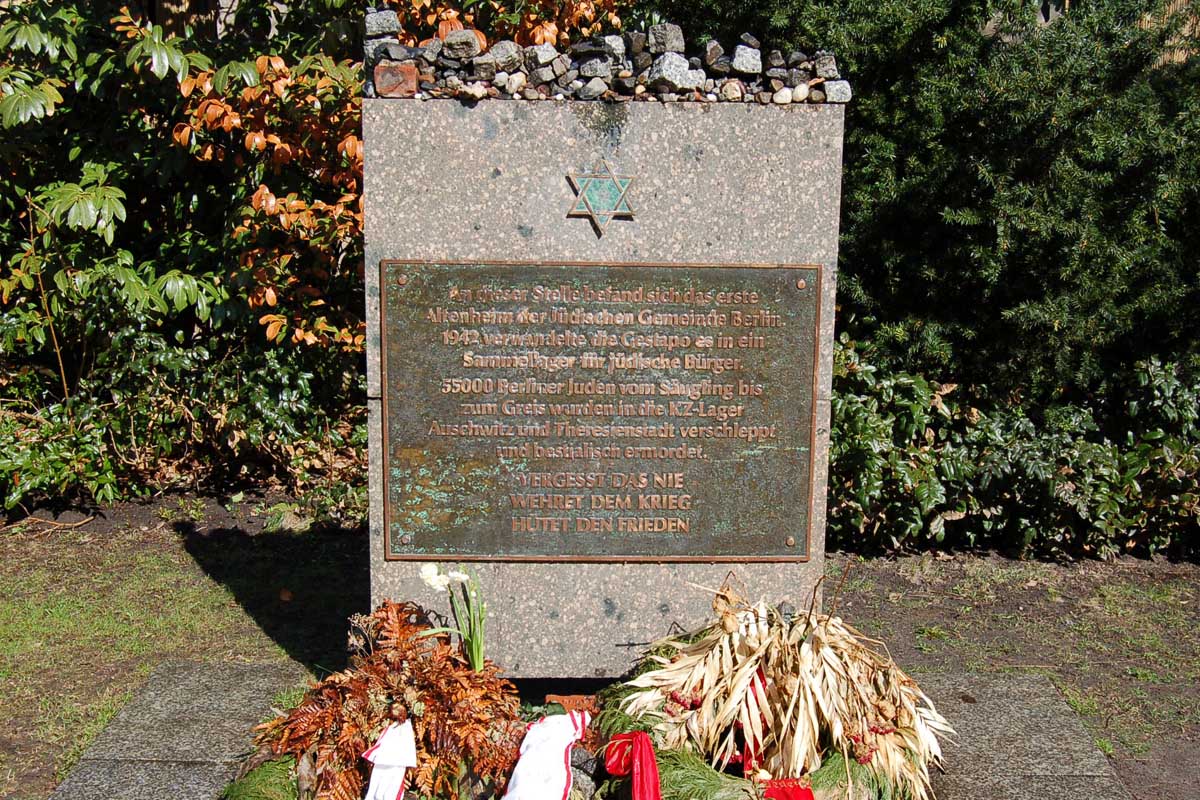 An dieser Stelle befand sich das erste
Altenheim der Jüdischen Gemeinde Berlin.
1942 verwandelte die Gestapo es in ein
Sammellager für jüdische Bürger.
55000 Berliner Juden vom Säugling bis
zum Greis wurden in die KZ-Lager
Auschwitz und Theresienstadt verschleppt
und bestialisch ermordet.
VERGESST DAS NIE
WEHRET DEM KRIEG
HÜTET DEN FRIEDEN